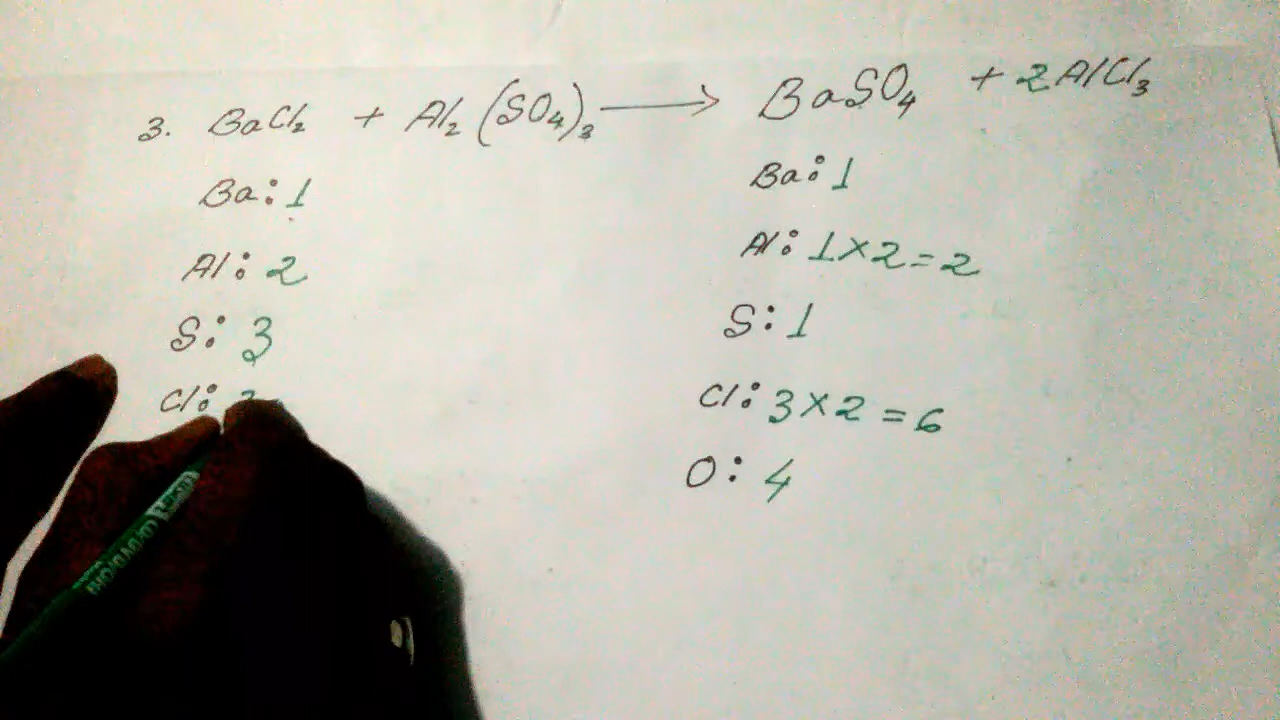 3. BaCl₂ + Al₂(SO₄)₃ ⟶ BaSO₄ + 2AlCl₃
Ba: 1
Al: 2
S: 3
Cl:
Ba: 1
Al: 1×2=2
S: 1
Cl: 3×2=6
O: 4